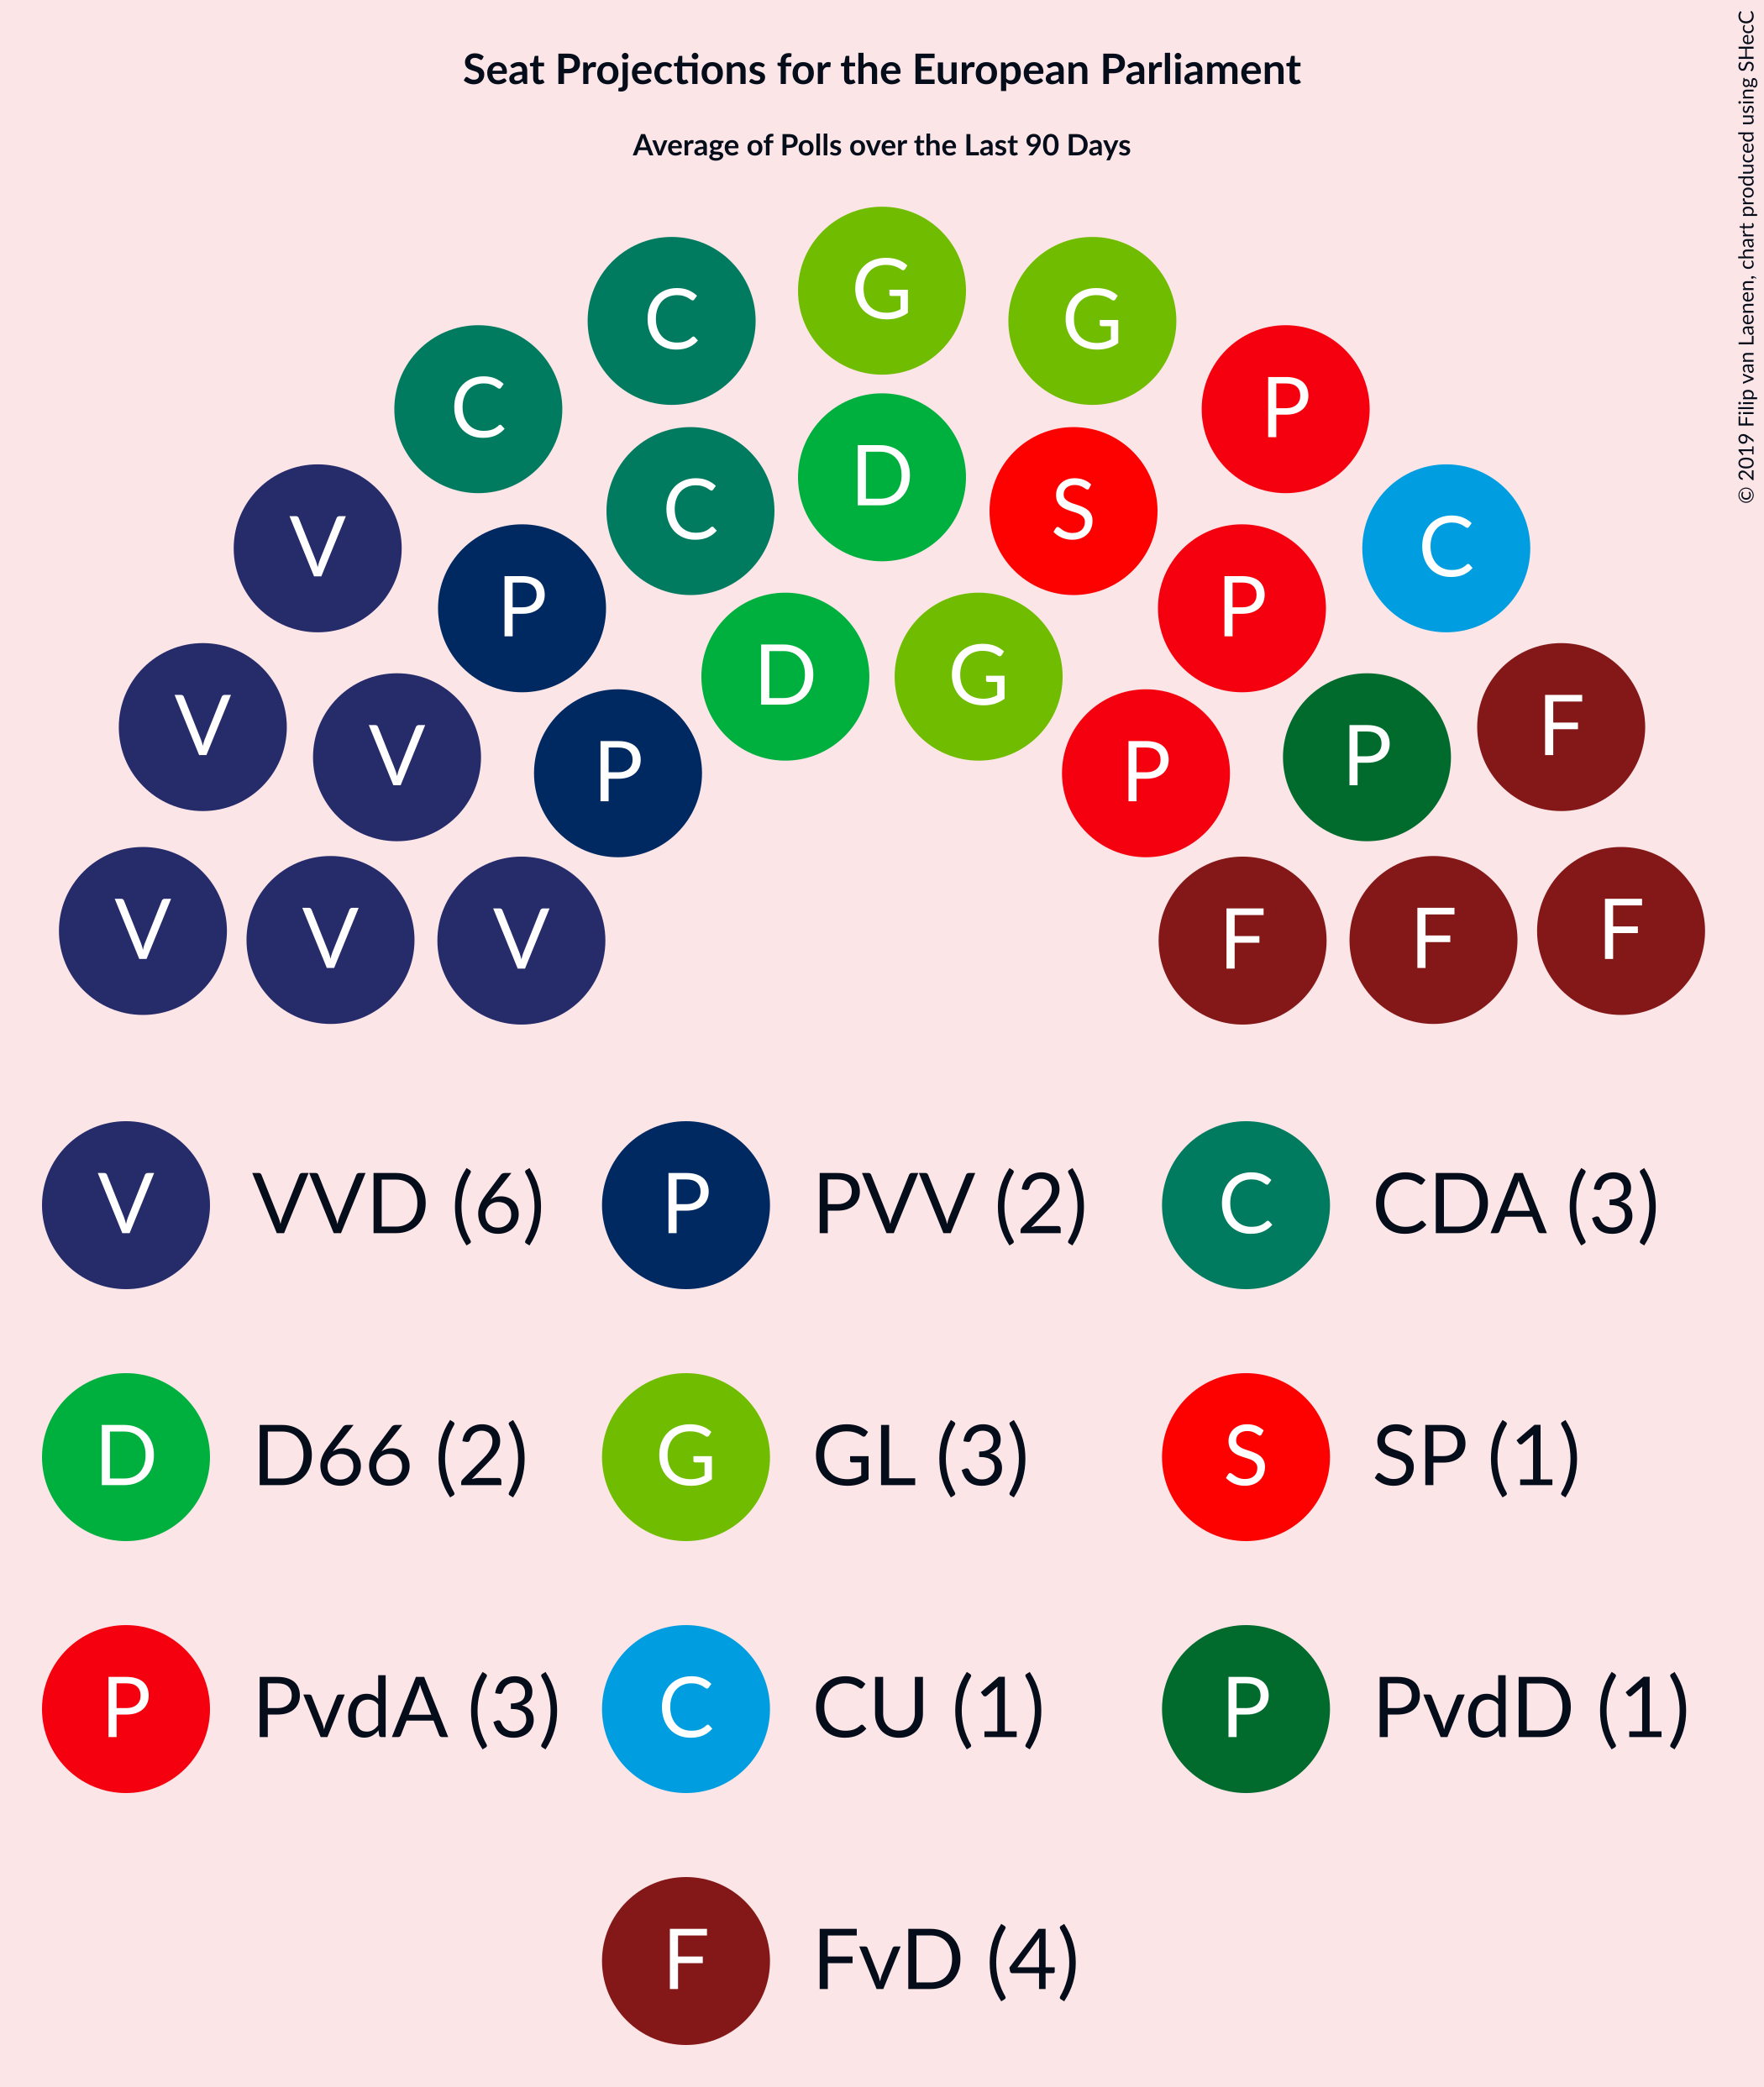 Seat Projections for the European Parliament
Average of Polls over the Last 90 Days
© 2019 Filip van Laenen, chart produced using SHecC
G
C G
C P
D
C S
V C
P P
D G
V F
V P
P P
V F
V F
V F
V VVD (6) P PVV (2) C CDA (3)
D D66 (2) G GL (3) S SP (1)
P PvdA (3) C CU (1) P PvdD (1)
F FvD (4)